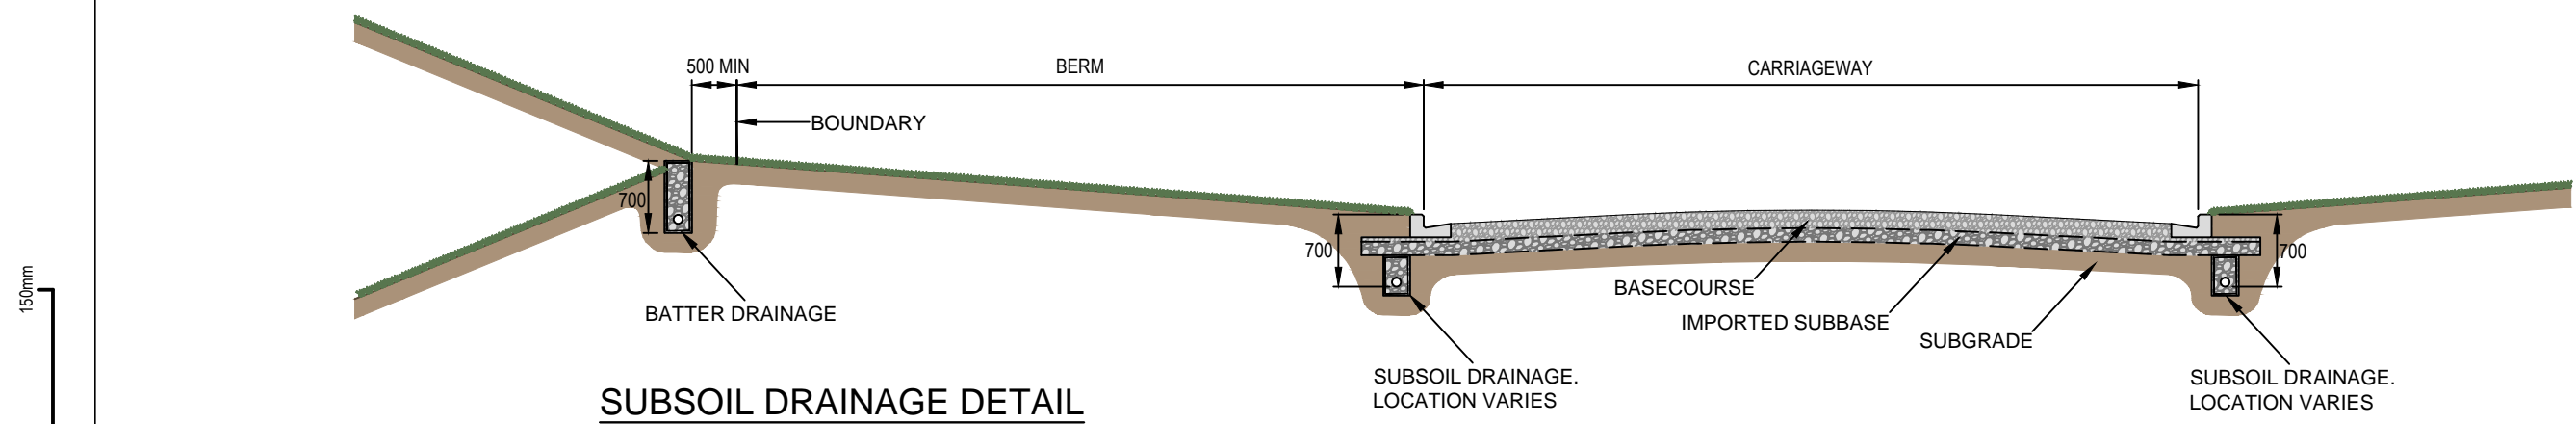 500 MIN
BERM
CARRIAGEWAY
BOUNDARY
700
700
700
150mm
BATTER DRAINAGE
BASECOURSE
IMPORTED SUBBASE
SUBGRADE
SUBSOIL DRAINAGE.
LOCATION VARIES
SUBSOIL DRAINAGE.
LOCATION VARIES
SUBSOIL DRAINAGE DETAIL